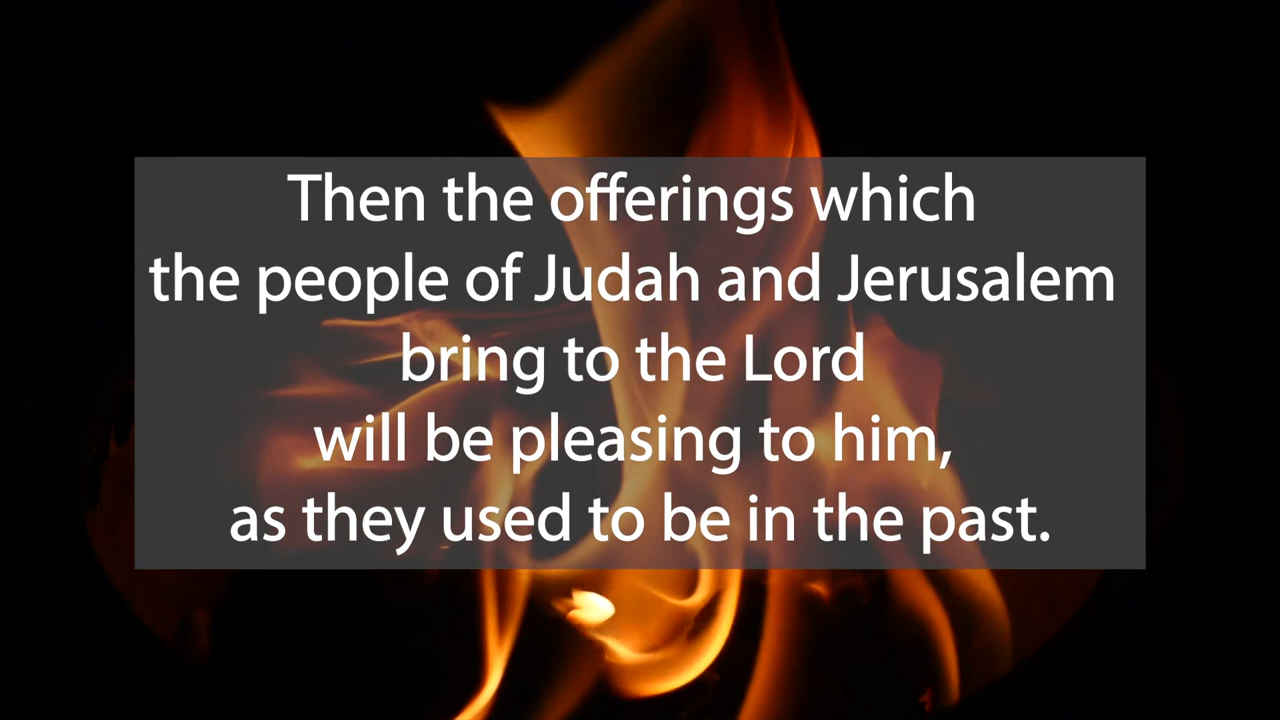 Then the offerings which
the people of Judah and Jerusalem
bring to the Lord
will be pleasing to him,
as they used to be in the past.